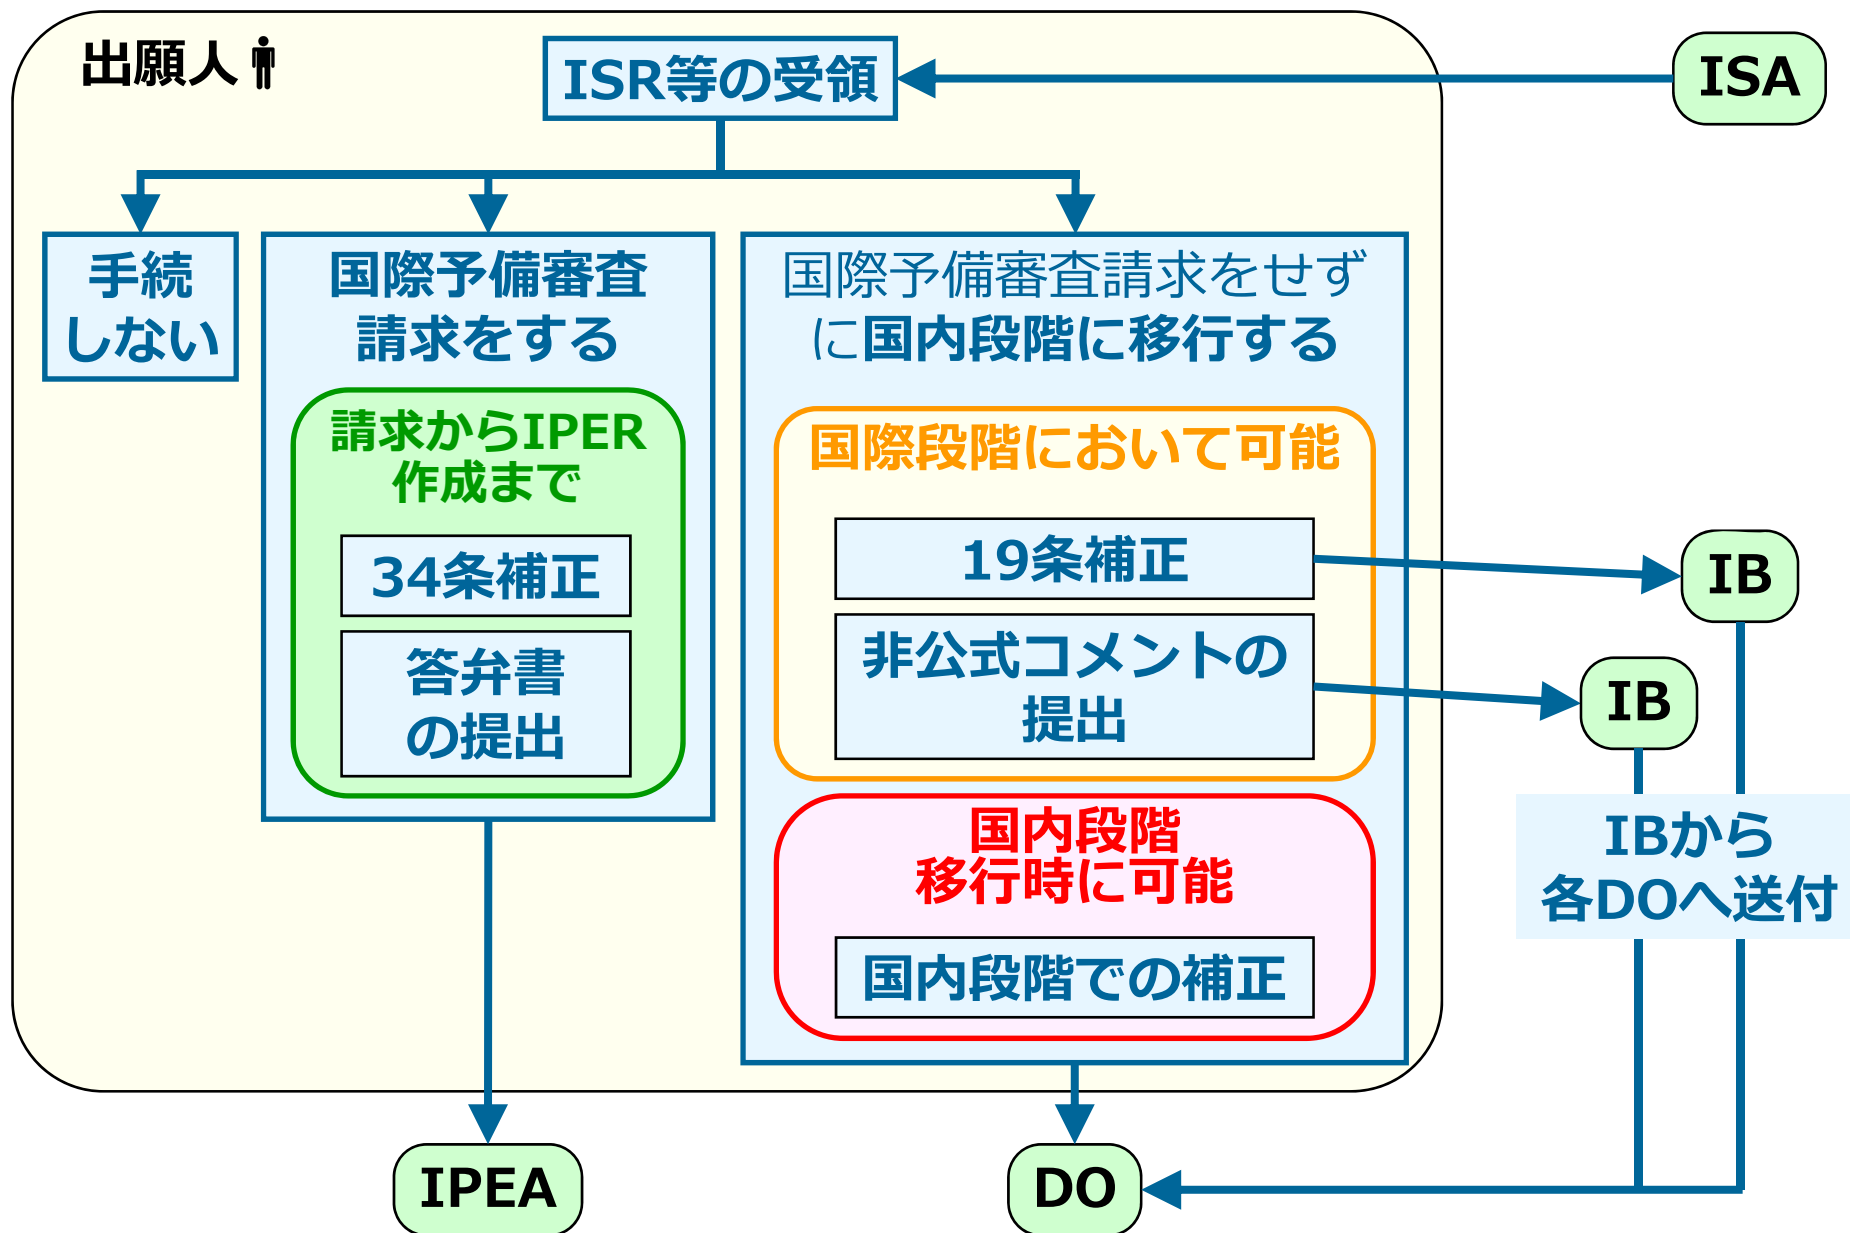 出願人
ISR等の受領
ISA
手続
しない
国際予備審査
請求をする
請求からIPER
作成まで
34条補正
答弁書
の提出
国際予備審査請求をせず
に国内段階に移行する
国際段階において可能
19条補正
非公式コメントの
提出
国内段階
移行時に可能
国内段階での補正
IB
IB
IBから
各DOへ送付
IPEA
DO